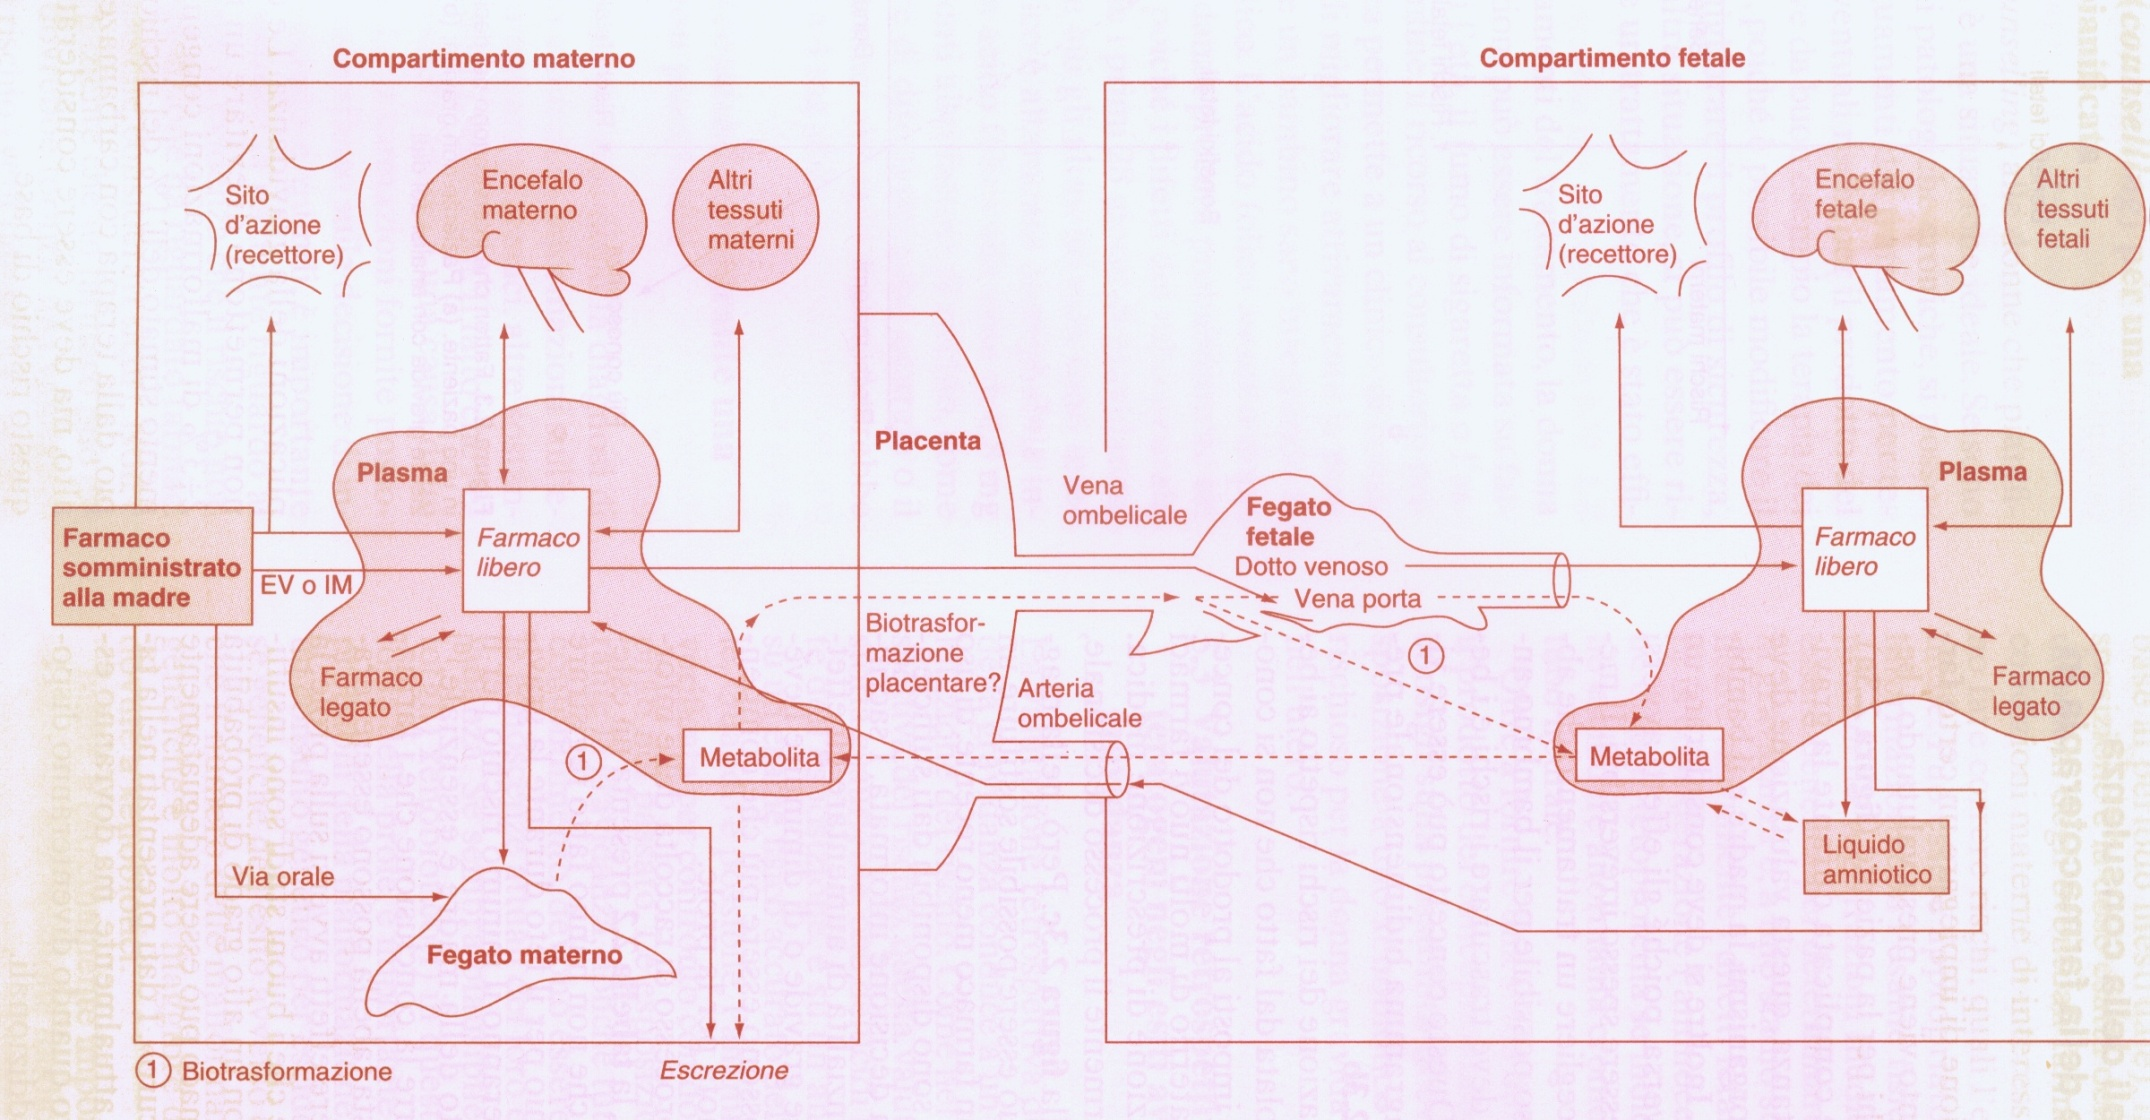 Compartimento materno
Compartimento fetale
Sito
d'azione
(recettore)
Encefalo
materno
Altri
tessuti
materni
Sito
d'azione
(recettore)
Encefalo
fetale
Altri
tessuti
fetali
Placenta
Plasma
Plasma
Vena
ombelicale
Fegato
fetale
Dotto venoso
Vena porta
Farmaco
somministrato
alla madre
EV o IM
Farmaco
libero
Farmaco
libero
Farmaco
legato
Farmaco
legato
Biotrasfor-
mazione
placentare?
Arteria
ombelicale
1
1
Metabolita
Metabolita
Liquido
amniotico
Via orale
Fegato materno
1 Biotrasformazione
Escrezione